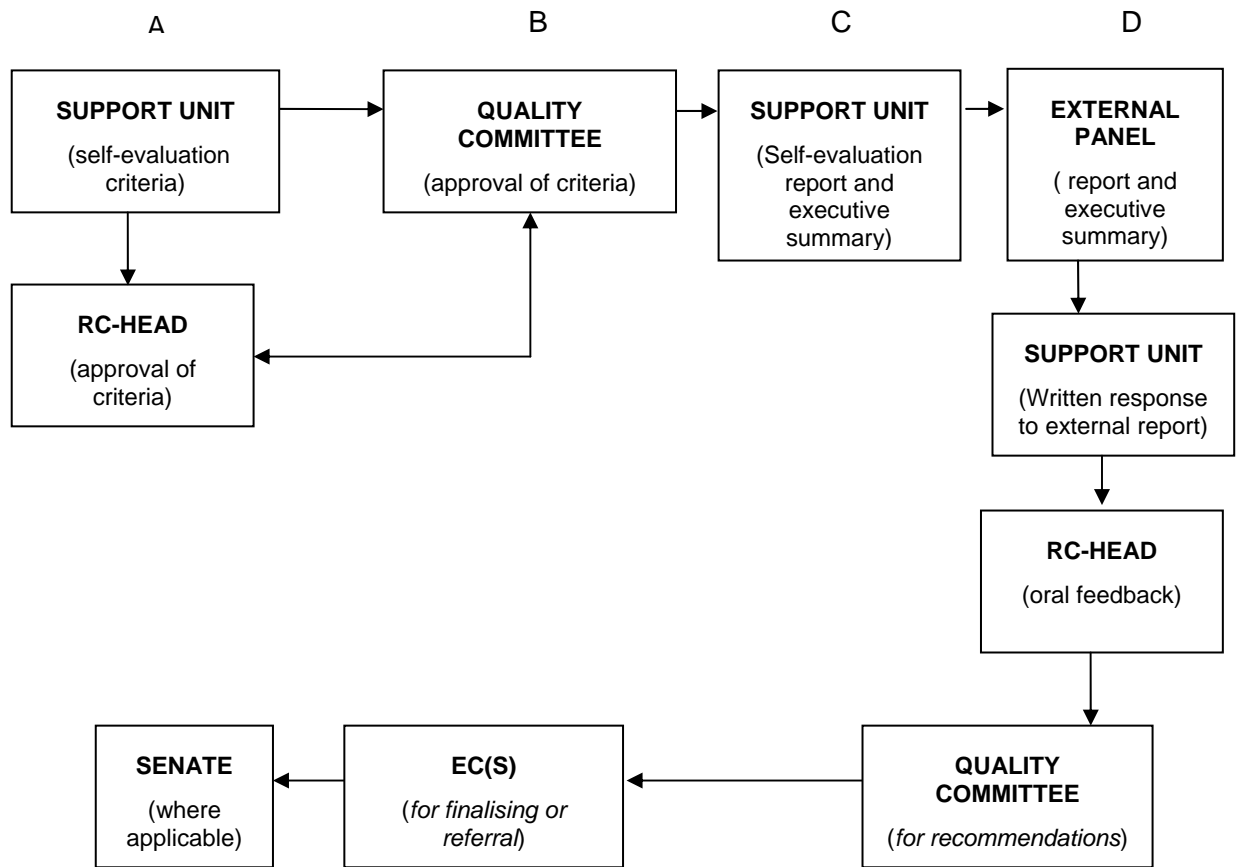 A
B
C
D
SUPPORT UNIT
(self-evaluation
criteria)
QUALITY
COMMITTEE
(approval of criteria)
SUPPORT UNIT
(Self-evaluation
report and
executive
summary)
EXTERNAL
PANEL
( report and
executive
summary)
RC-HEAD
(approval of
criteria)
SUPPORT UNIT
(Written response
to external report)
RC-HEAD
(oral feedback)
SENATE
(where
applicable)
EC(S)
(for finalising or
referral)
QUALITY
COMMITTEE
(for recommendations)